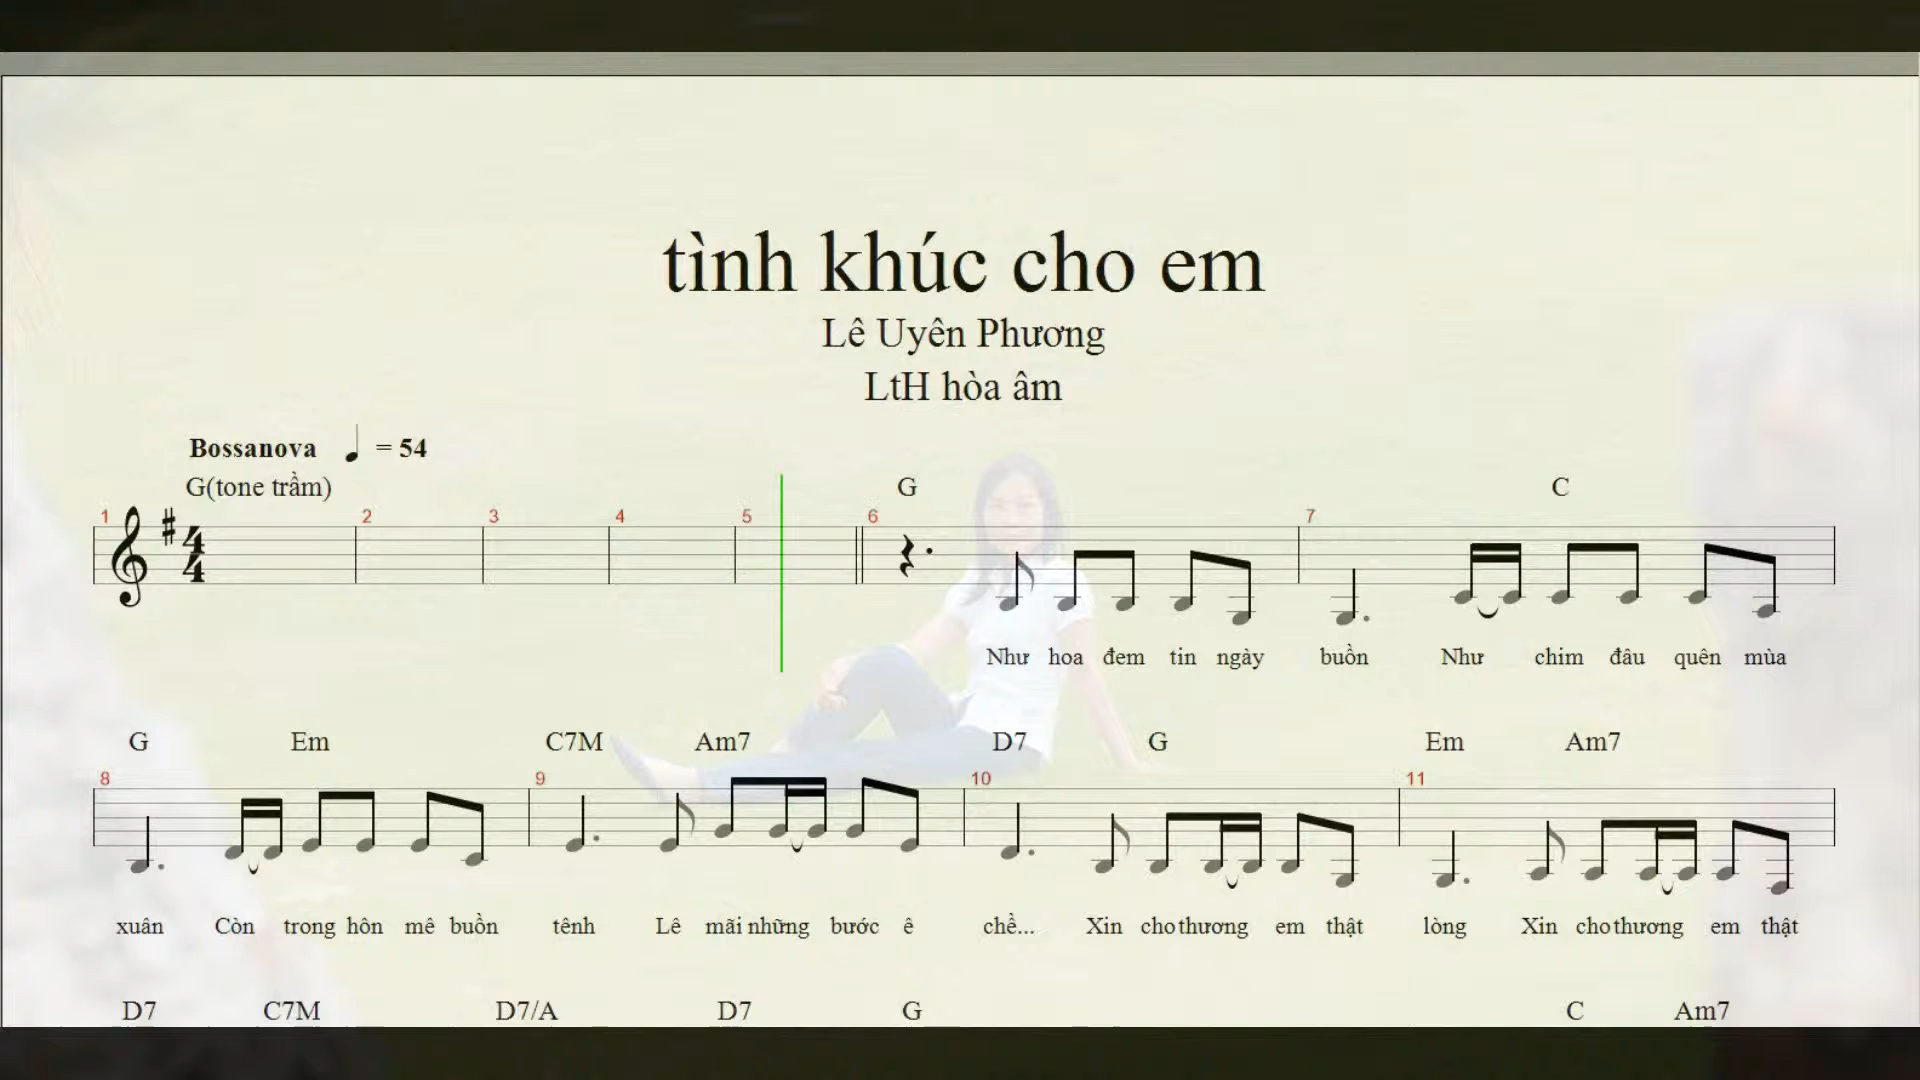 tình khúc cho em
Lê Uyên Phương
LtH hòa âm
Bossanova = 54
G(tone trầm)
G C
1 2 3 4 5 6 7
4
4
Như hoa đem tin ngày buồn Như chim đâu quên mùa
G Em C7M Am7 D7 G Em Am7
8 9 10 11
xuân Còn trong hôn mê buồn tênh Lê mãi những bước ê chề... Xin cho thương em thật lòng Xin cho thương em thật
D7 C7M D7/A D7 G C Am7